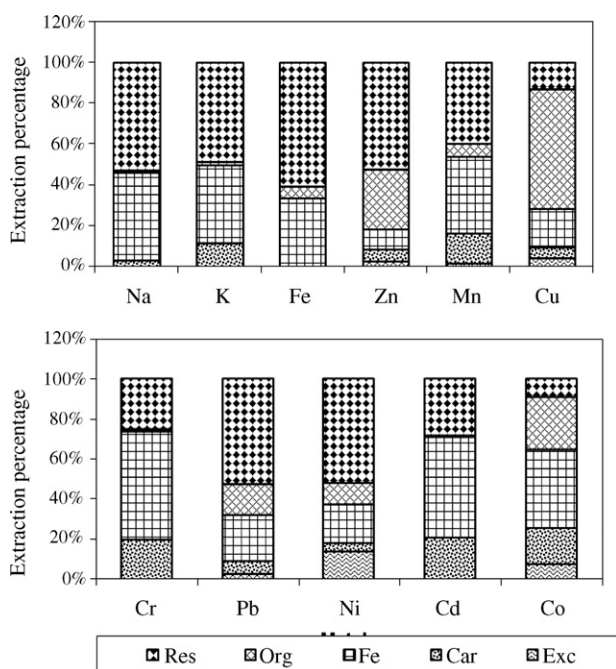 120%
100%
80%
60%
40%
20%
0%
Extraction percentage
Na K Fe Zn Mn Cu
120%
100%
80%
60%
40%
20%
0%
Extraction percentage
Cr Pb Ni Cd Co
Res Org Fe Car Exc